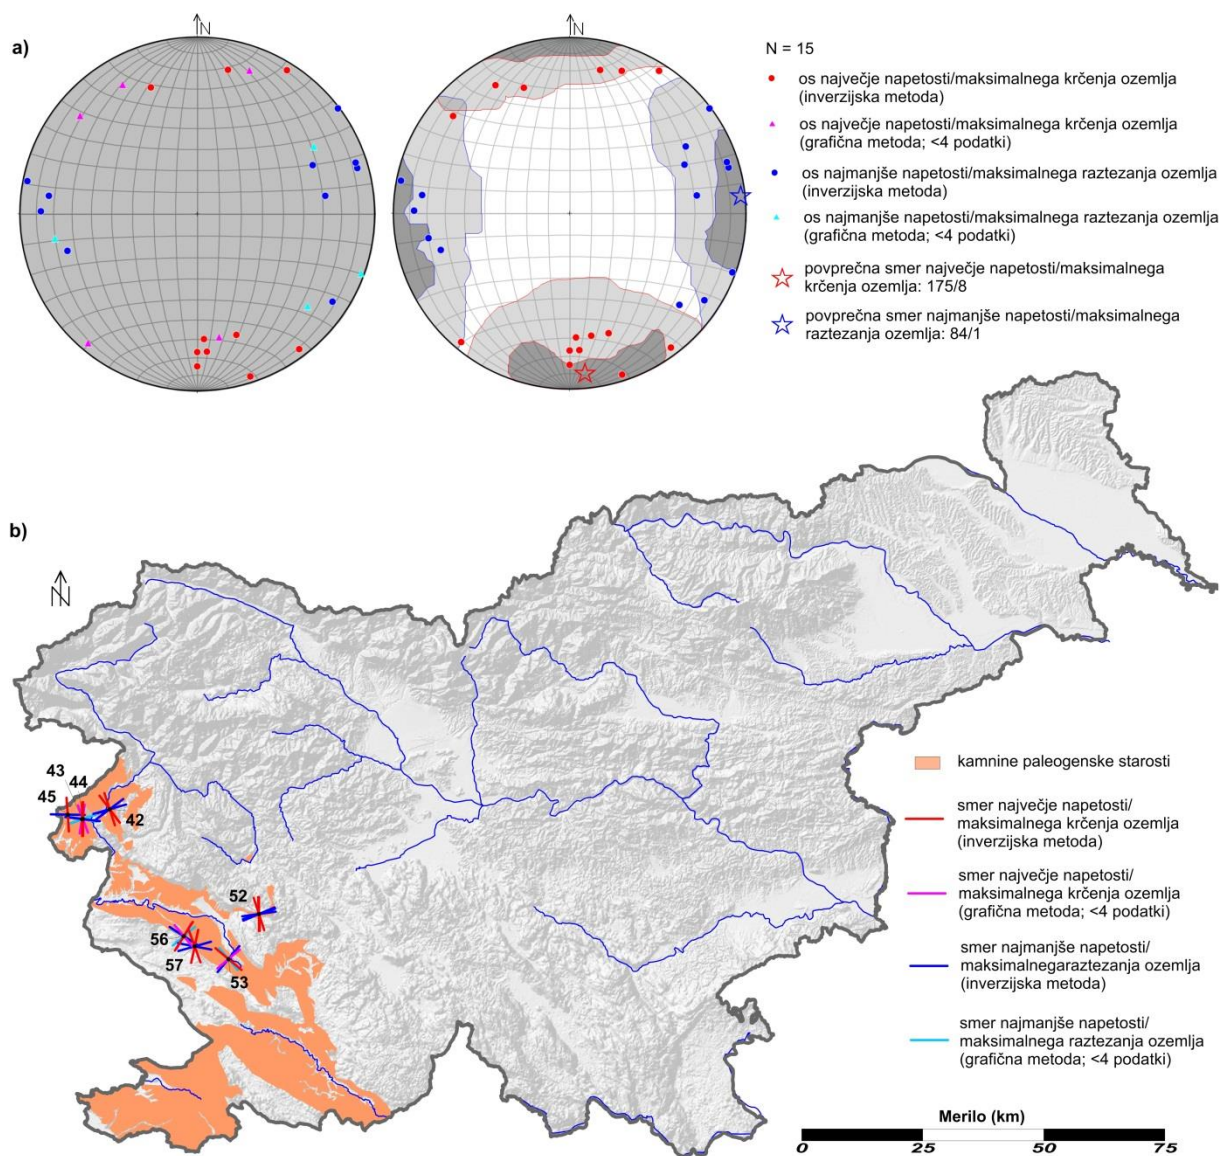 a)
N
N
N = 15
os največje napetosti/maksimalnega krčenja ozemlja
(inverzijska metoda)
os največje napetosti/maksimalnega krčenja ozemlja
(grafična metoda; <4 podatki)
os najmanjše napetosti/maksimalnega raztezanja ozemlja
(inverzijska metoda)
os najmanjše napetosti/maksimalnega raztezanja ozemlja
(grafična metoda; <4 podatki)
povprečna smer največje napetosti/maksimalnega
krčenja ozemlja: 175/8
povprečna smer najmanjše napetosti/maksimalnega
raztezanja ozemlja: 84/1
b)
N
43
44
45
42
52
56
57
53
kamnine paleogenske starosti
smer največje napetosti/
maksimalnega krčenja ozemlja
(inverzijska metoda)
smer največje napetosti/
maksimalnega krčenja ozemlja
(grafična metoda; <4 podatki)
smer najmanjše napetosti/
maksimalnegaraztezanja ozemlja
(inverzijska metoda)
smer najmanjše napetosti/
maksimalnega raztezanja ozemlja
(grafična metoda; <4 podatki)
Merilo (km)
0 25 50 75